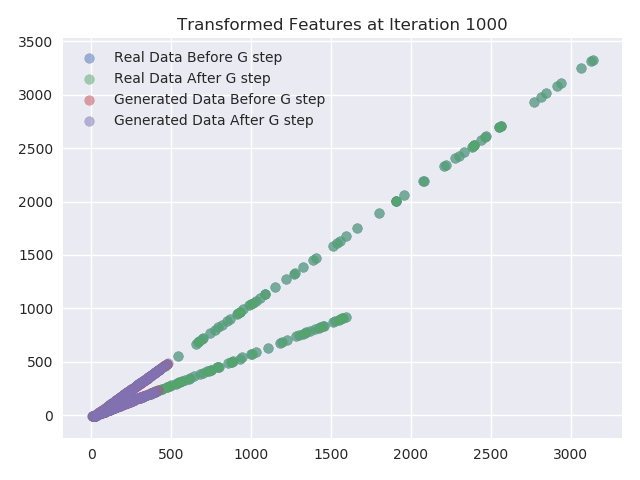 Transformed Features at Iteration 1000
Real Data Before G step
Real Data After G step
Generated Data Before G step
Generated Data After G step
3500
3000
2500
2000
1500
1000
500
0
0 500 1000 1500 2000 2500 3000